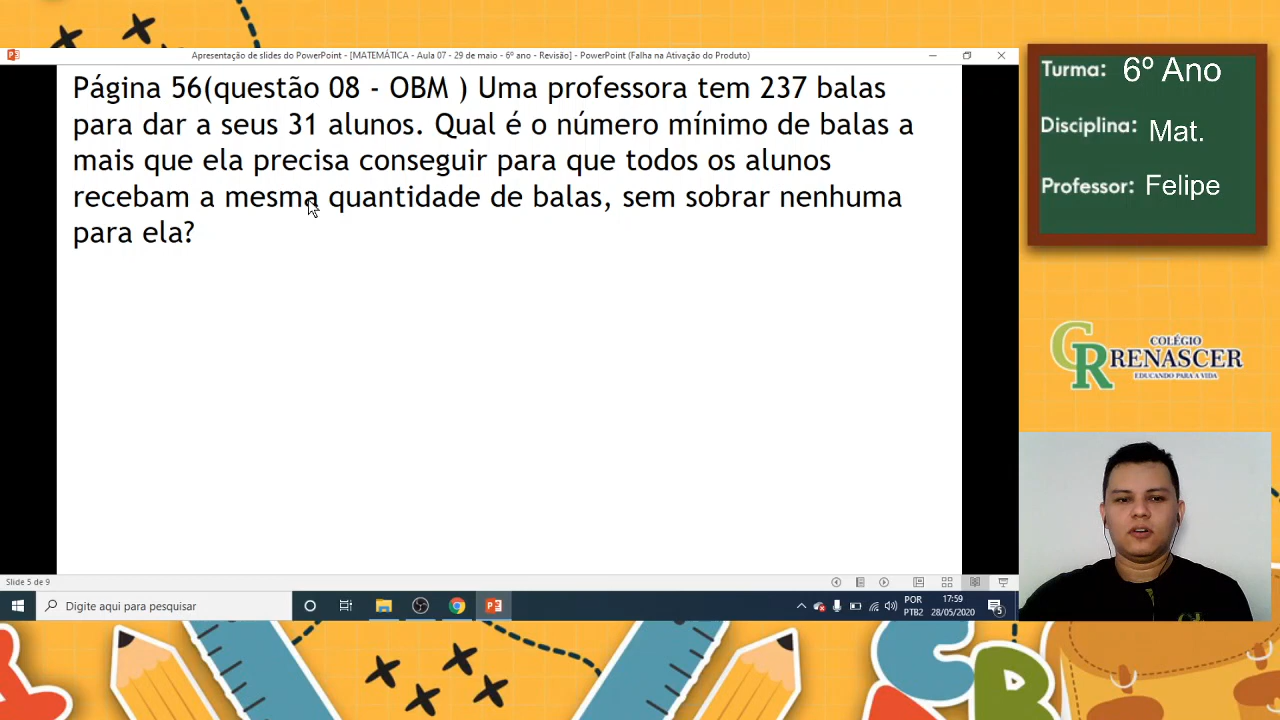 Apresentação de slides do PowerPoint - [MATEMÁTICA - Aula 07 - 29 de maio - 6º ano - Revisão] - PowerPoint (Falha na Ativação do Produto)
Página 56(questão 08 - OBM ) Uma professora tem 237 balas
para dar a seus 31 alunos. Qual é o número mínimo de balas a
mais que ela precisa conseguir para que todos os alunos
recebam a mesma quantidade de balas, sem sobrar nenhuma
para ela?
Turma: 6º Ano
Disciplina: Mat.
Professor: Felipe
COLÉGIO
CR RENASCER
EDUCANDO PARA A VIDA
Slide 5 de 9
Digite aqui para pesquisar
POR
PTB2
17:59
28/05/2020
5